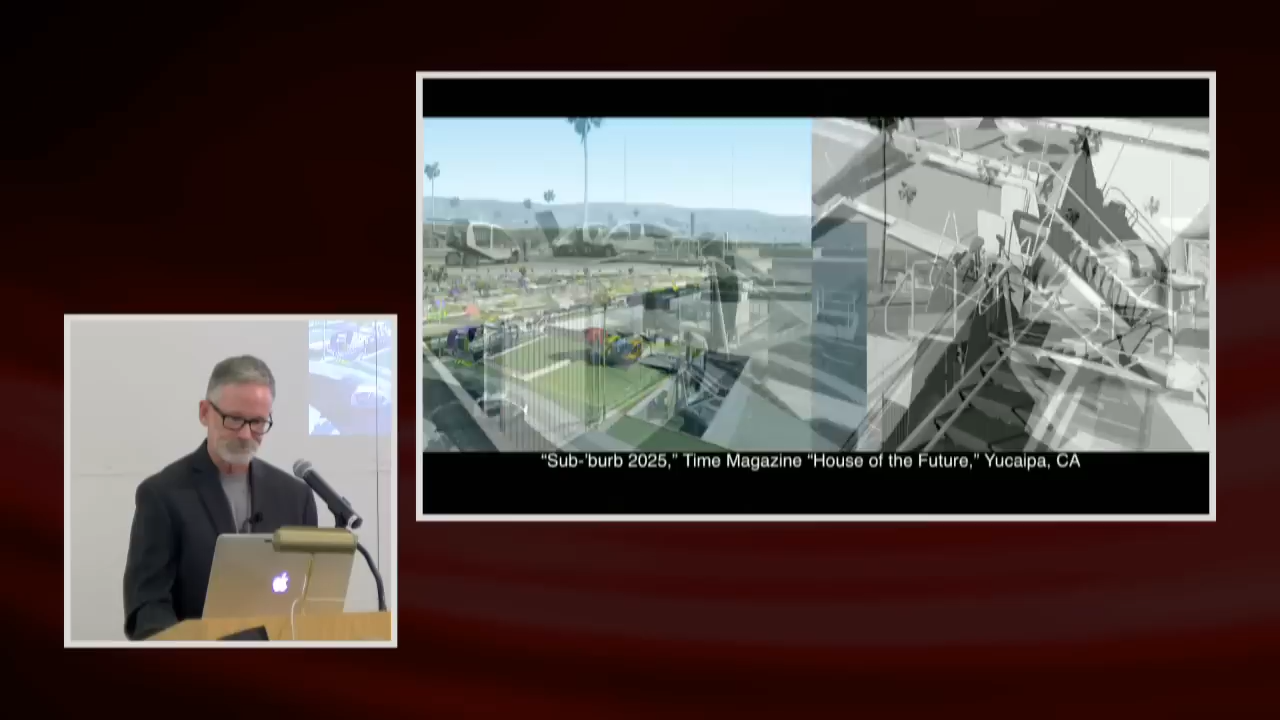 “Sub-’burb 2025,” Time Magazine “House of the Future,” Yucaipa, CA